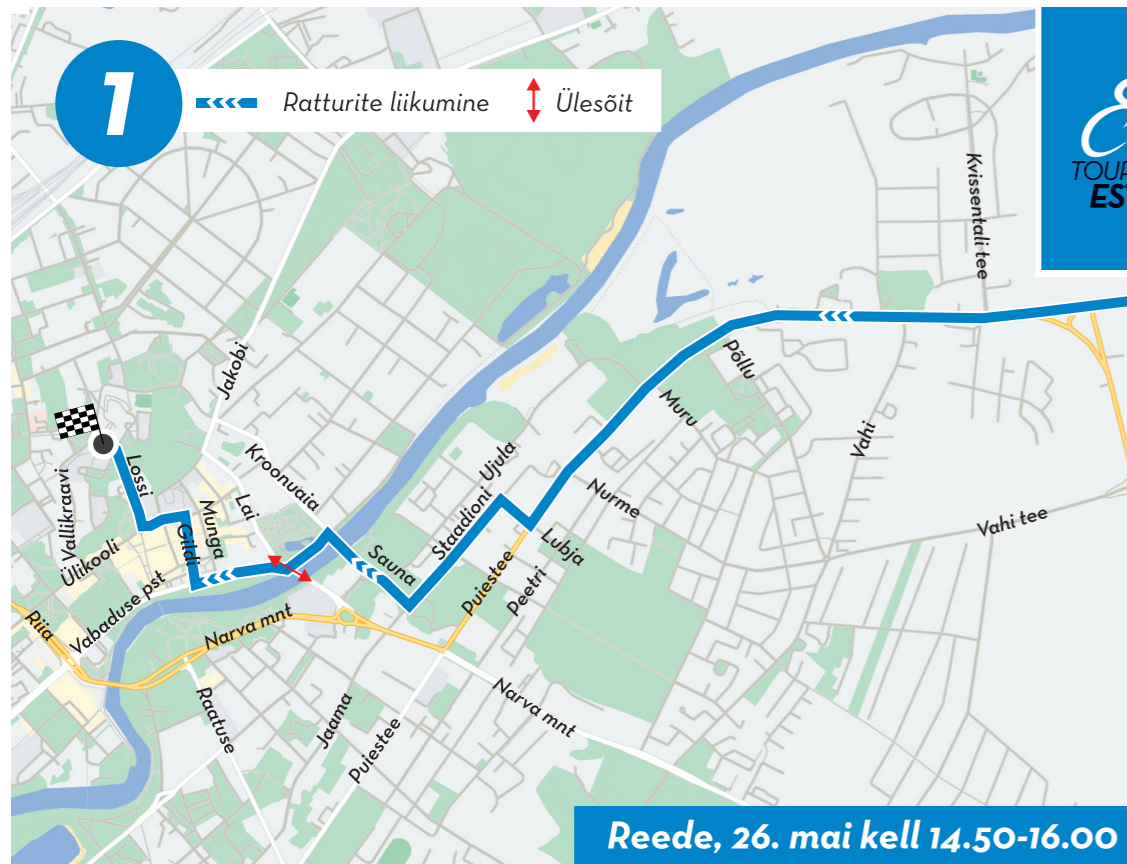 1
Ratturite liikumine
Ülesõit
TOUR
EST
Kvissentali tee
Jakobi
Põllu
Muru
Vahi
Kroonuaia
Ujula
Lossi
Vallikraavi
Lai
Staadioni
Nurme
Munga
Gildi
Vahi tee
Ülikooli
Lubja
Sauna
Puiestee
Peetri
Vabaduse pst
Riia
Narva mnt
Raatuse
Jaama
Puiestee
Narva mnt
Reede, 26. mai kell 14.50-16.00